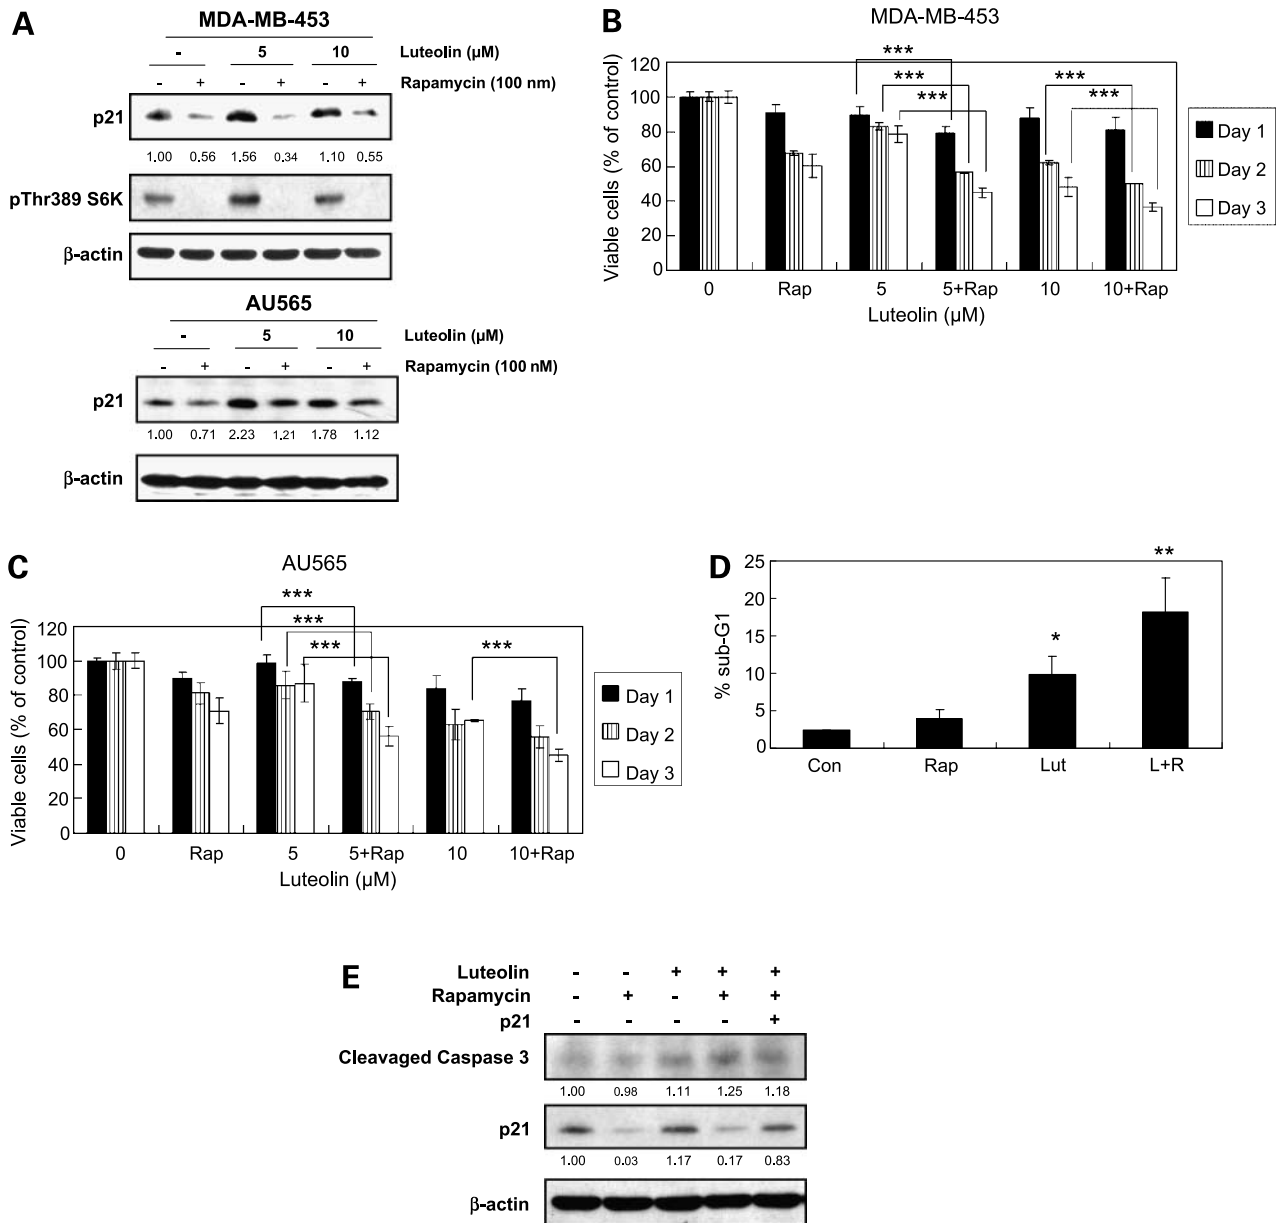 A
MDA-MB-453
- 5 10 Luteolin (µM)
- + - + - + Rapamycin (100 nm)
p21
1.00 0.56 1.56 0.34 1.10 0.55
pThr389 S6K
β-actin
AU565
- 5 10 Luteolin (µM)
- + - + - + Rapamycin (100 nM)
p21
1.00 0.71 2.23 1.21 1.78 1.12
β-actin
B
MDA-MB-453
Viable cells (% of control)
120
100
80
60
40
20
0
***
***
***
***
***
0 Rap 5 5+Rap 10 10+Rap
Luteolin (µM)
Day 1
Day 2
Day 3
C
AU565
Viable cells (% of control)
120
100
80
60
40
20
0
***
***
***
***
0 Rap 5 5+Rap 10 10+Rap
Luteolin (µM)
Day 1
Day 2
Day 3
D
% sub-G1
25
20
15
10
5
0
*
**
Con Rap Lut L+R
E
Luteolin - - + + +
Rapamycin - + - + +
p21 - - - - +
Cleavaged Caspase 3
1.00 0.98 1.11 1.25 1.18
p21
1.00 0.03 1.17 0.17 0.83
β-actin